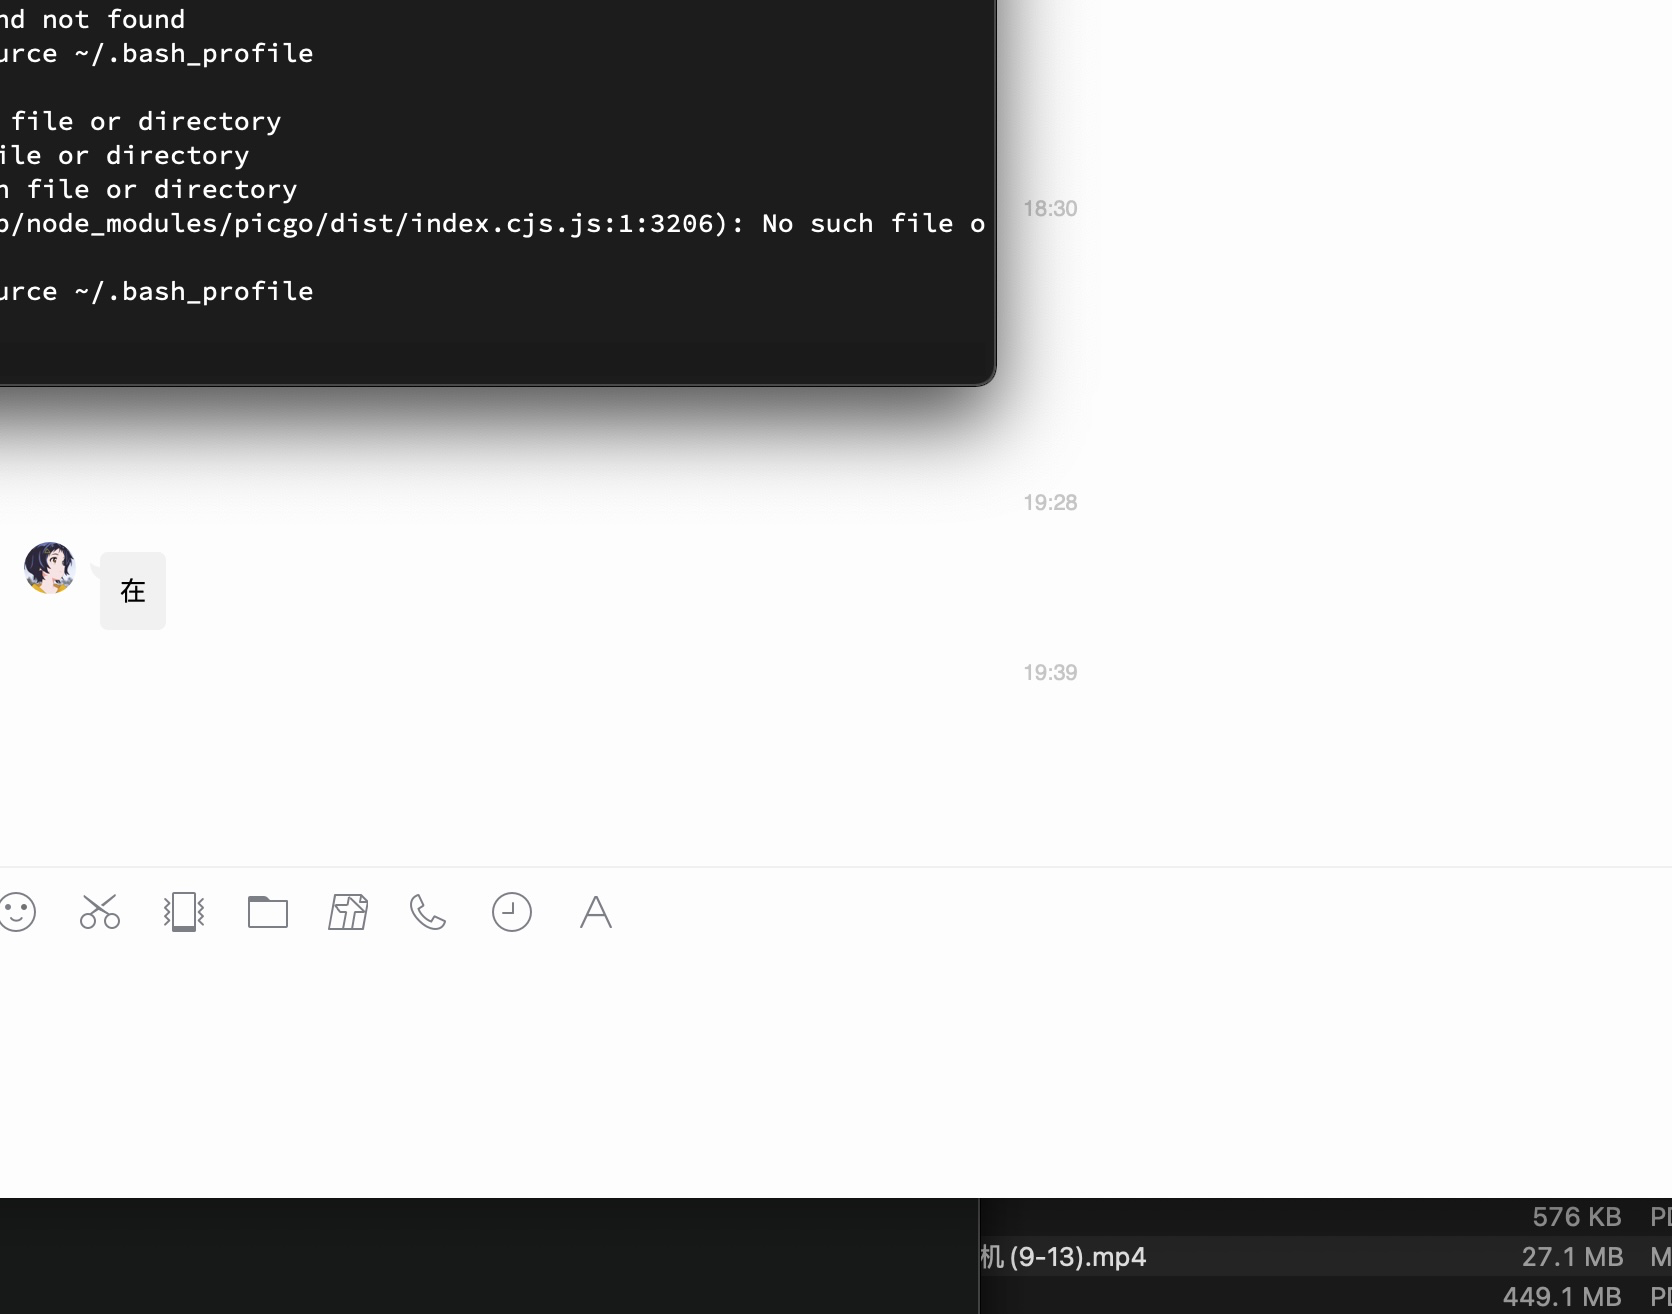 nd not found
urce ~/.bash_profile
file or directory
ile or directory
n file or directory
/node_modules/picgo/dist/index.cjs.js:1:3206): No such file o
18:30
urce ~/.bash_profile
19:28
在
19:39
576 KB
机 (9-13).mp4 27.1 MB M
449.1 MB